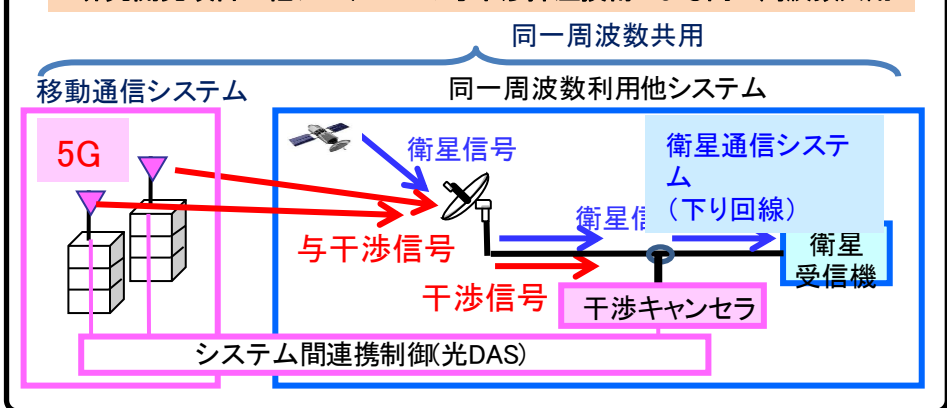 同一周波数共用
移動通信システム
同一周波数利用他システム
5G
衛星信号
衛星通信システ
ム
(下り回線)
衛星信
与干渉信号
衛星
受信機
干渉信号
干渉キャンセラ
システム間連携制御(光DAS)